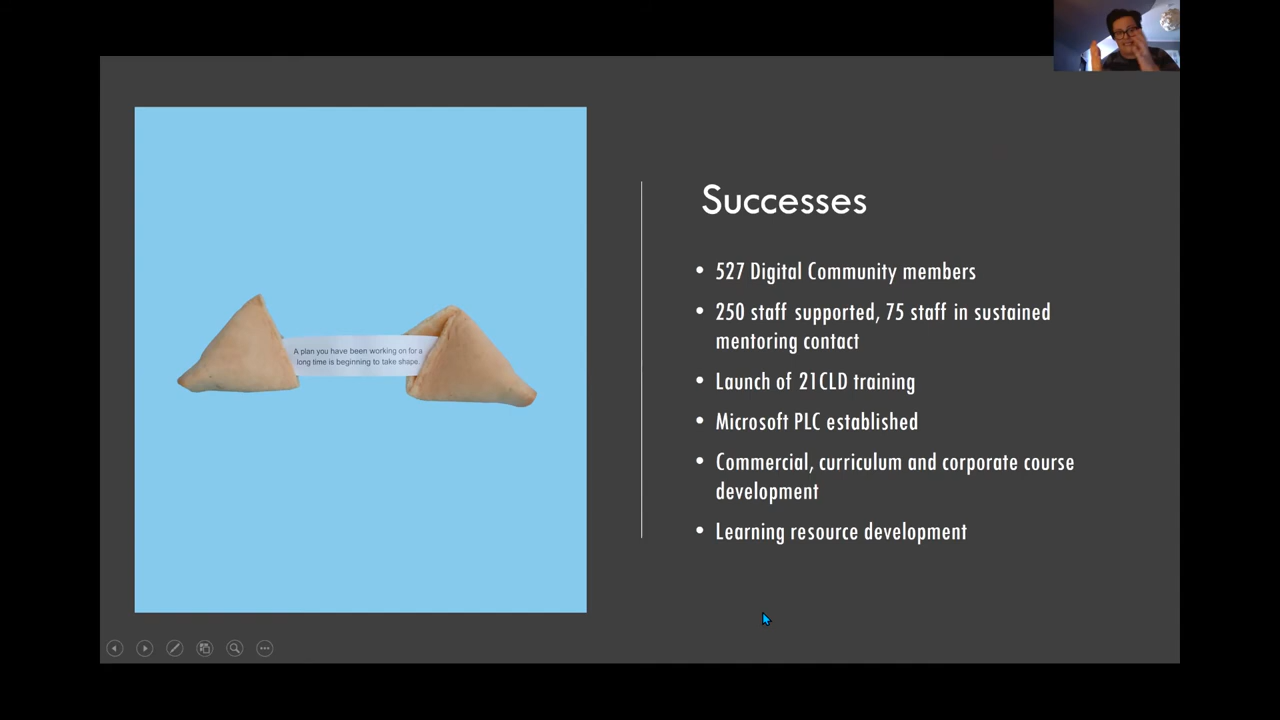 A plan you have been working on for a
long time is beginning to take shape.
Successes
• 527 Digital Community members
• 250 staff supported, 75 staff in sustained
mentoring contact
• Launch of 21CLD training
• Microsoft PLC established
• Commercial, curriculum and corporate course
development
• Learning resource development